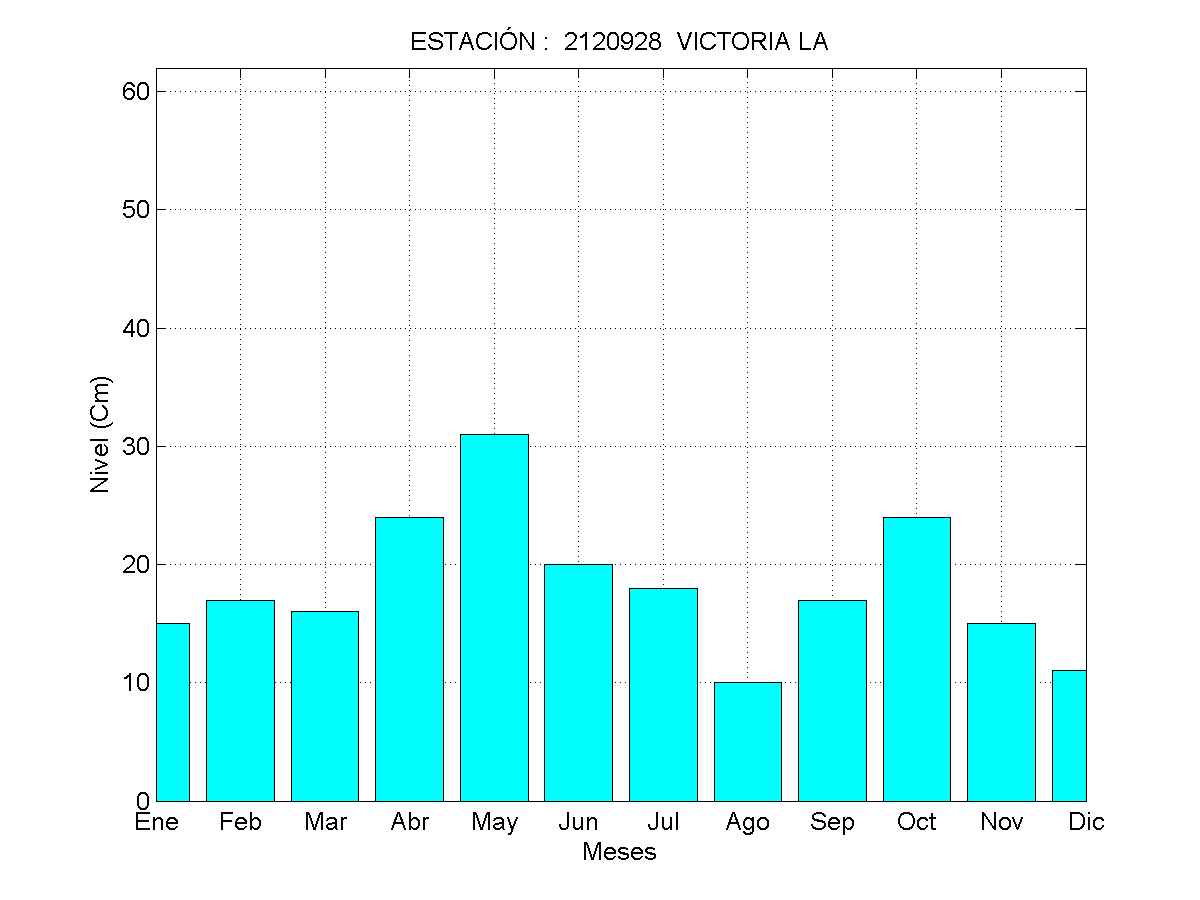 ESTACIÓN :  2120928  VICTORIA LA
60
50
40
30
20
10
0
Nivel (Cm)
Ene Feb Mar Abr May Jun Jul Ago Sep Oct Nov Dic
Meses